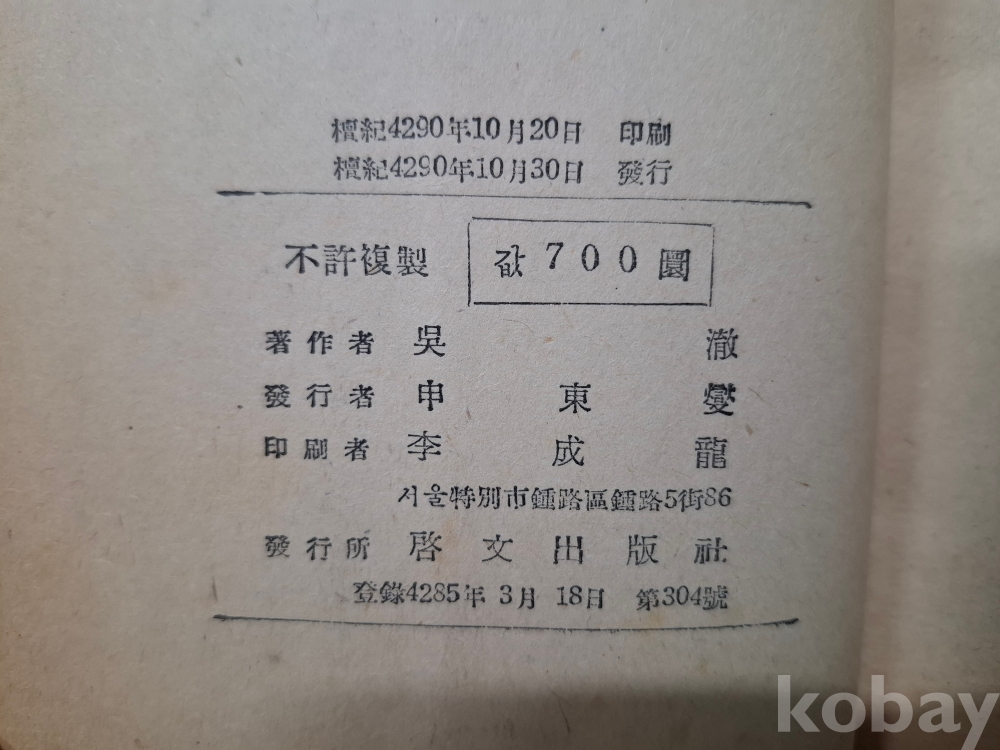 檀紀4290年10月20日 印刷
檀紀4290年10月30日 發行
不許複製 값 700 圜
著作者 吳 澈
發行者 申 東 燮
印刷者 李 成 龍
서울特別市鍾路區鍾路5街86
發行所 啓文出版社
登錄4285年 3月 18日 第304號
kobay